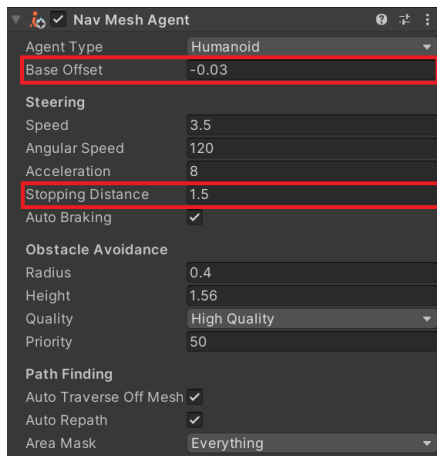 Nav Mesh Agent
Agent Type Humanoid
Base Offset -0.03
Steering
Speed 3.5
Angular Speed 120
Acceleration 8
Stopping Distance 1.5
Auto Braking
Obstacle Avoidance
Radius 0.4
Height 1.56
Quality High Quality
Priority 50
Path Finding
Auto Traverse Off Mesh
Auto Repath
Area Mask Everything